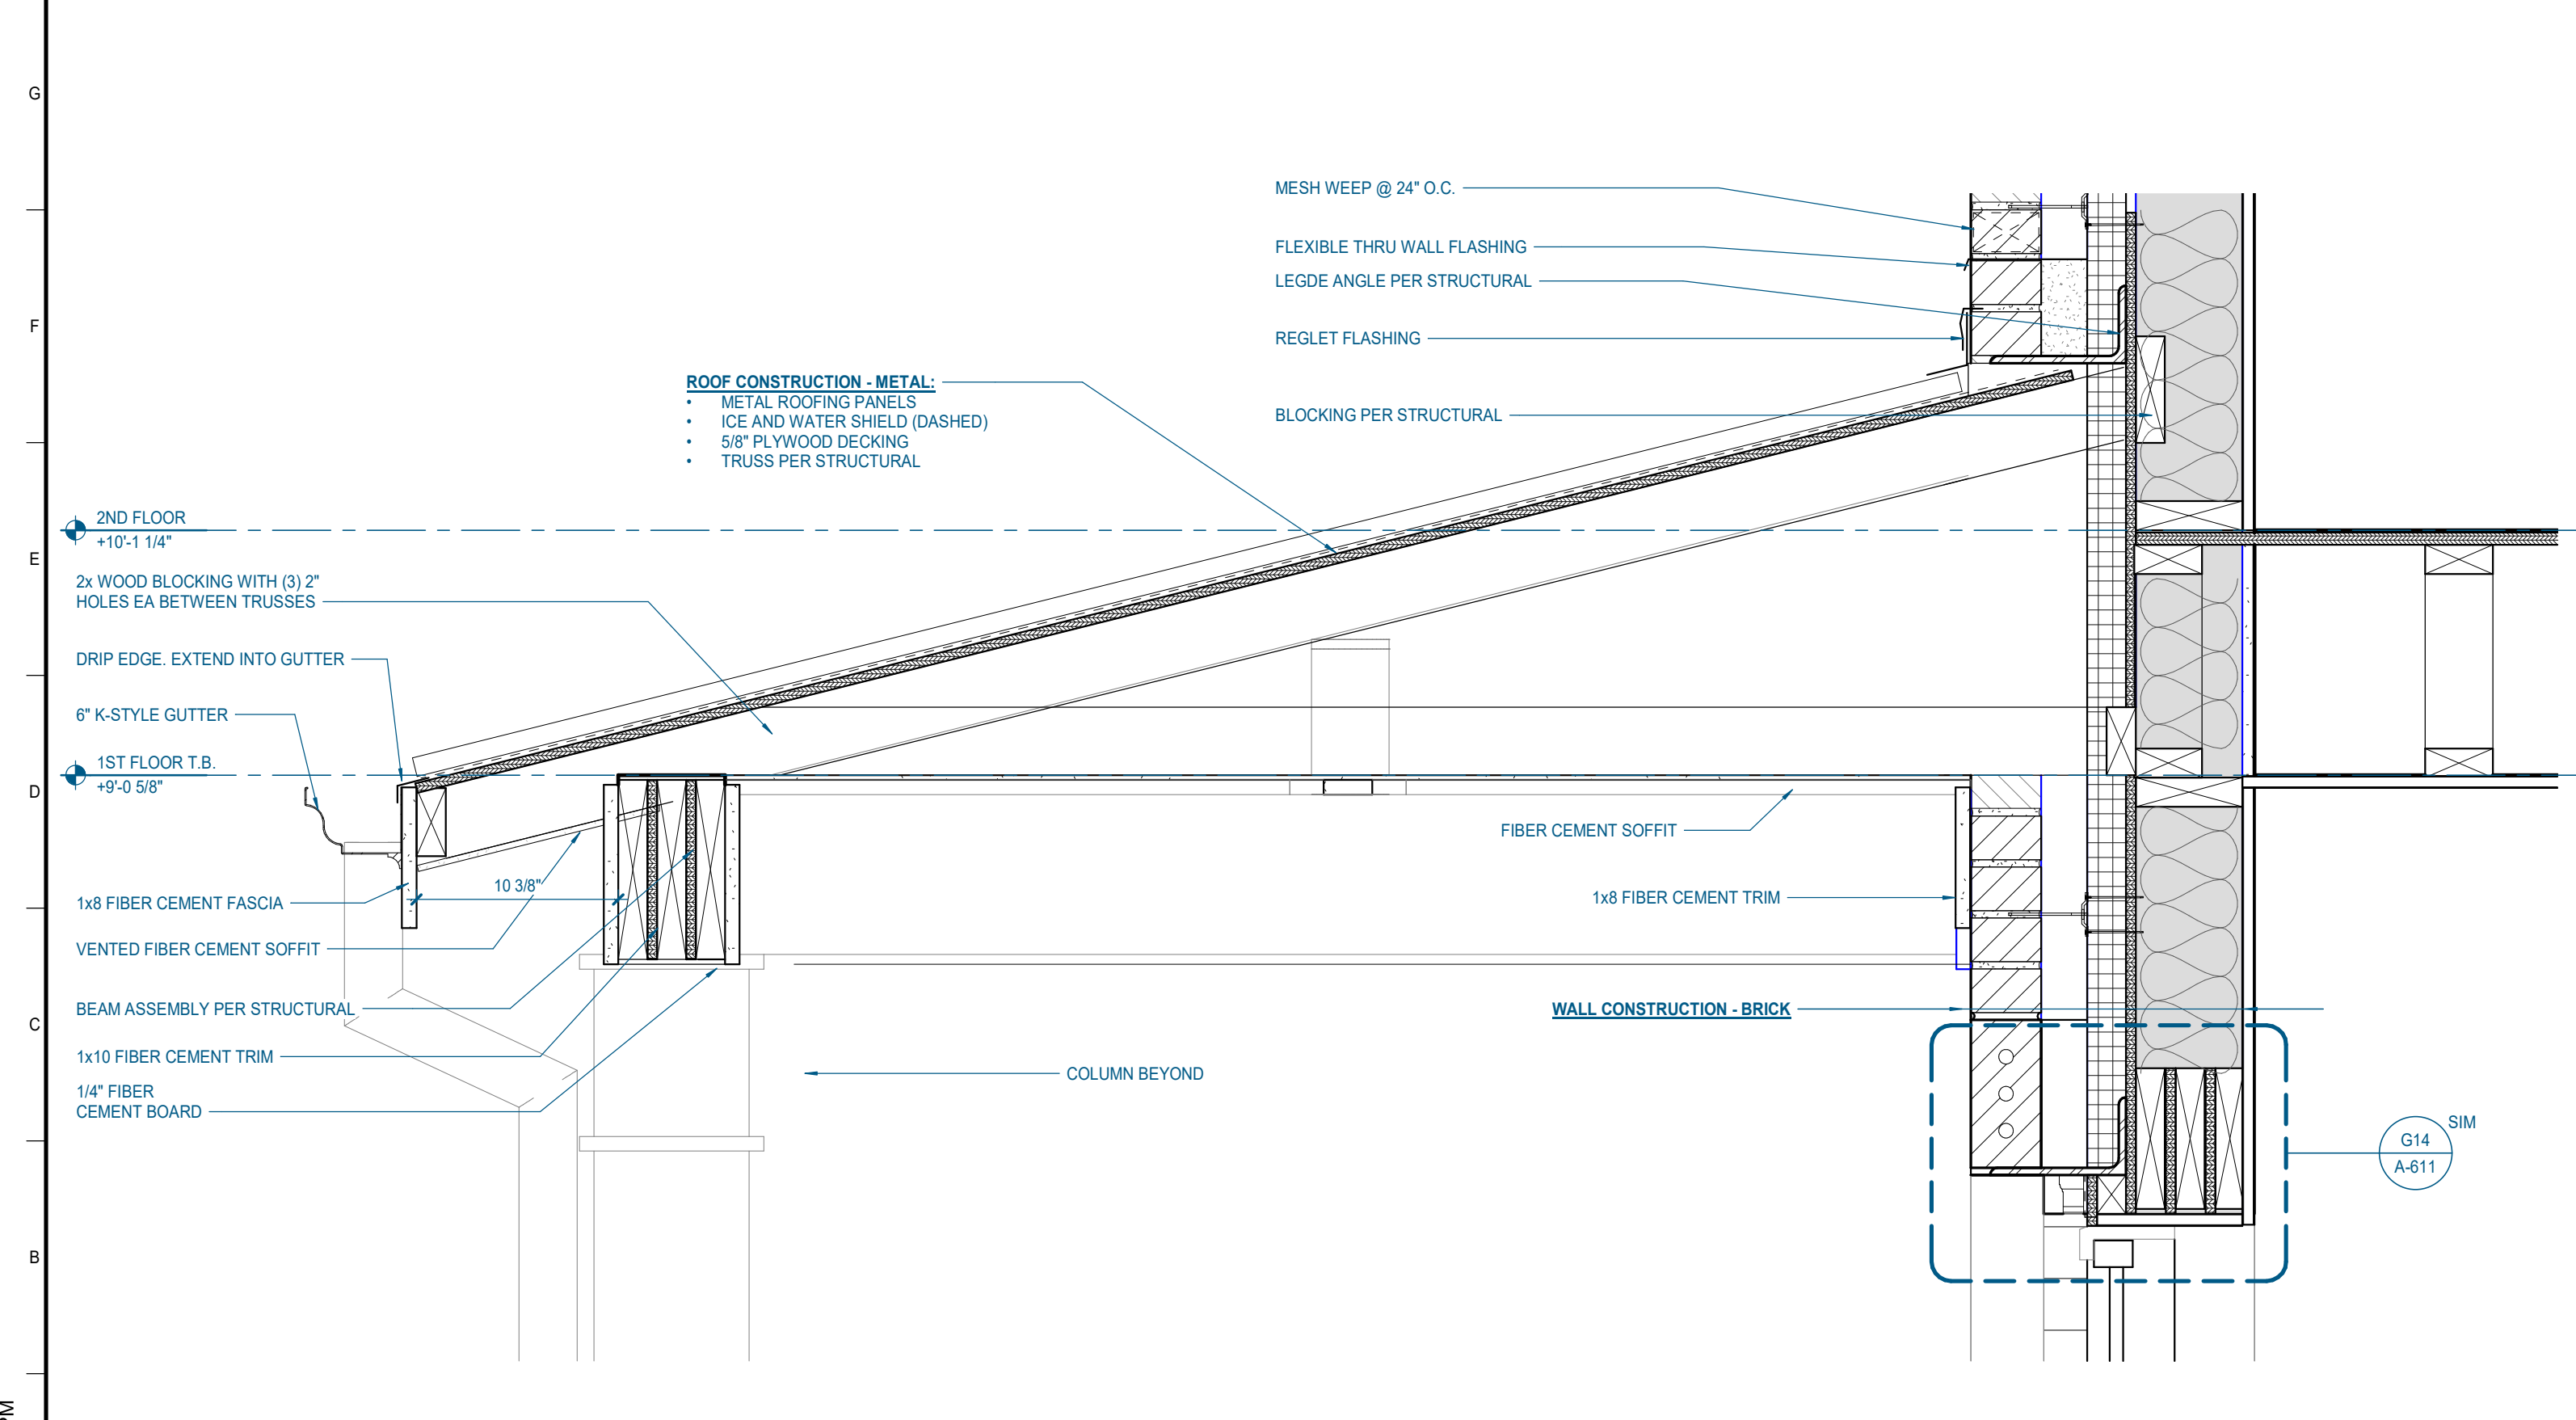 G
F
E
D
C
B
PM
MESH WEEP @ 24" O.C.
FLEXIBLE THRU WALL FLASHING
LEGDE ANGLE PER STRUCTURAL
REGLET FLASHING
BLOCKING PER STRUCTURAL
ROOF CONSTRUCTION - METAL:
• METAL ROOFING PANELS
• ICE AND WATER SHIELD (DASHED)
• 5/8" PLYWOOD DECKING
• TRUSS PER STRUCTURAL
2ND FLOOR
+10'-1 1/4"
2x WOOD BLOCKING WITH (3) 2"
HOLES EA BETWEEN TRUSSES
DRIP EDGE. EXTEND INTO GUTTER
6" K-STYLE GUTTER
1ST FLOOR T.B.
+9'-0 5/8"
10 3/8"
1x8 FIBER CEMENT FASCIA
VENTED FIBER CEMENT SOFFIT
BEAM ASSEMBLY PER STRUCTURAL
1x10 FIBER CEMENT TRIM
1/4" FIBER
CEMENT BOARD
FIBER CEMENT SOFFIT
1x8 FIBER CEMENT TRIM
WALL CONSTRUCTION - BRICK
COLUMN BEYOND
SIM
G14
A-611